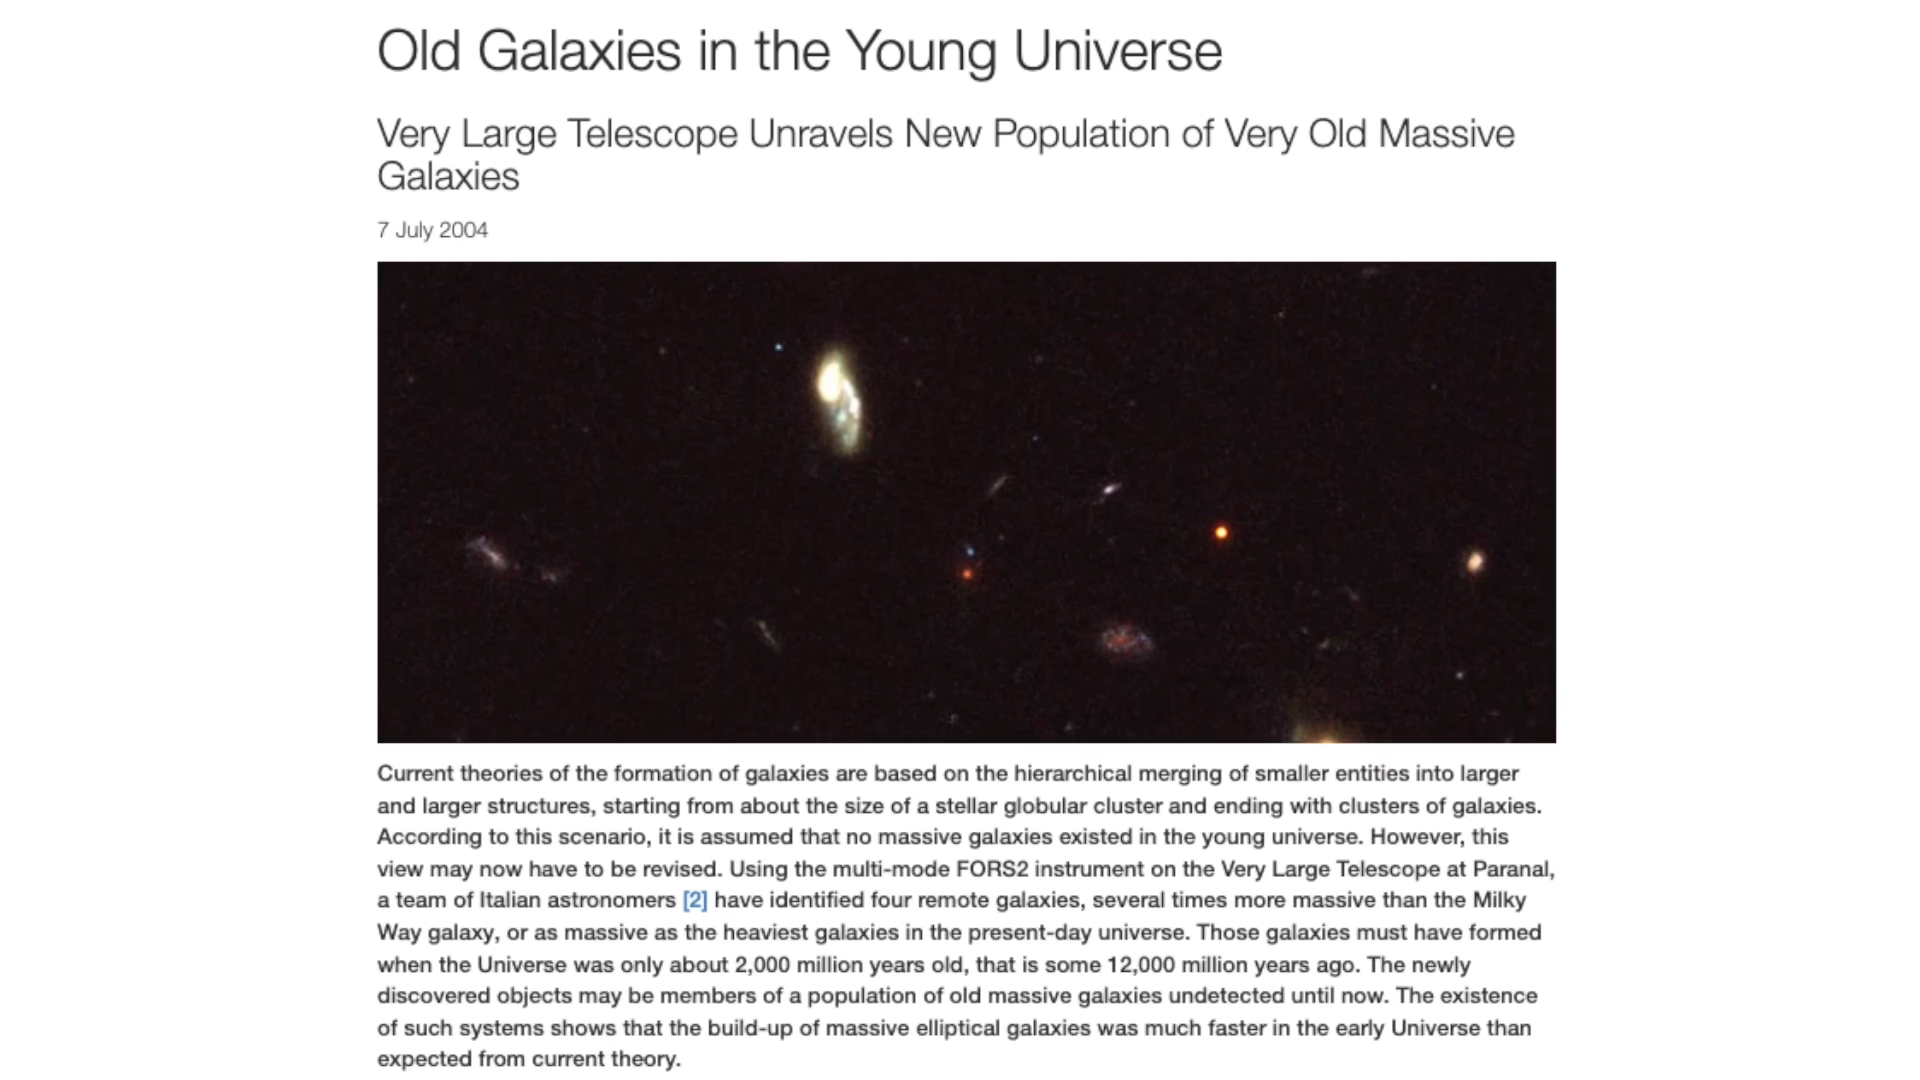 Old Galaxies in the Young Universe
Very Large Telescope Unravels New Population of Very Old Massive
Galaxies
7 July 2004
Current theories of the formation of galaxies are based on the hierarchical merging of smaller entities into larger
and larger structures, starting from about the size of a stellar globular cluster and ending with clusters of galaxies.
According to this scenario, it is assumed that no massive galaxies existed in the young universe. However, this
view may now have to be revised. Using the multi-mode FORS2 instrument on the Very Large Telescope at Paranal,
a team of Italian astronomers [2] have identified four remote galaxies, several times more massive than the Milky
Way galaxy, or as massive as the heaviest galaxies in the present-day universe. Those galaxies must have formed
when the Universe was only about 2,000 million years old, that is some 12,000 million years ago. The newly
discovered objects may be members of a population of old massive galaxies undetected until now. The existence
of such systems shows that the build-up of massive elliptical galaxies was much faster in the early Universe than
expected from current theory.